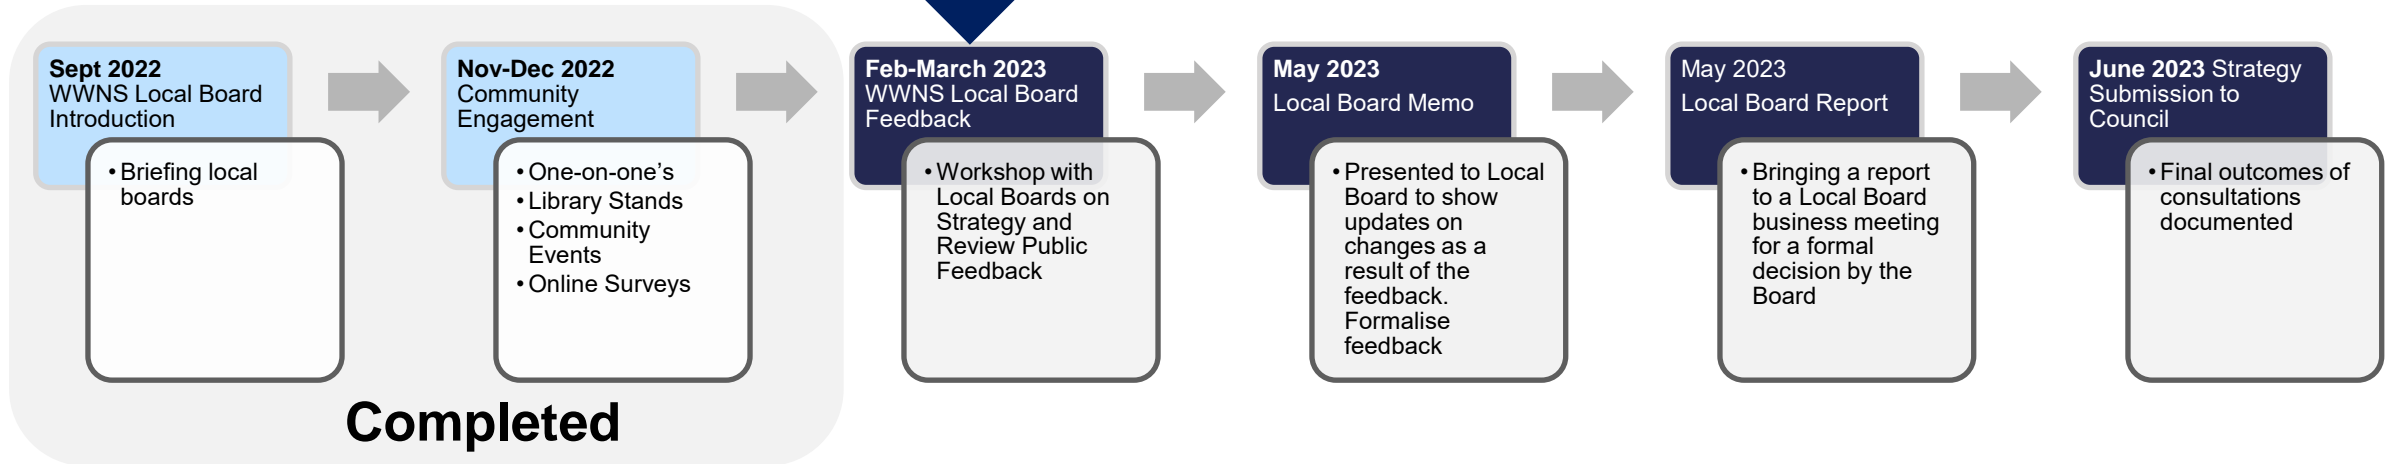 Sept 2022
WWNS Local Board
Introduction
• Briefing local
boards
Nov-Dec 2022
Community
Engagement
• One-on-one’s
• Library Stands
• Community
Events
• Online Surveys
Completed
Feb-March 2023
WWNS Local Board
Feedback
• Workshop with
Local Boards on
Strategy and
Review Public
Feedback
May 2023
Local Board Memo
• Presented to Local
Board to show
updates on
changes as a
result of the
feedback.
Formalise
feedback
May 2023
Local Board Report
• Bringing a report
to a Local Board
business meeting
for a formal
decision by the
Board
June 2023 Strategy
Submission to
Council
• Final outcomes of
consultations
documented